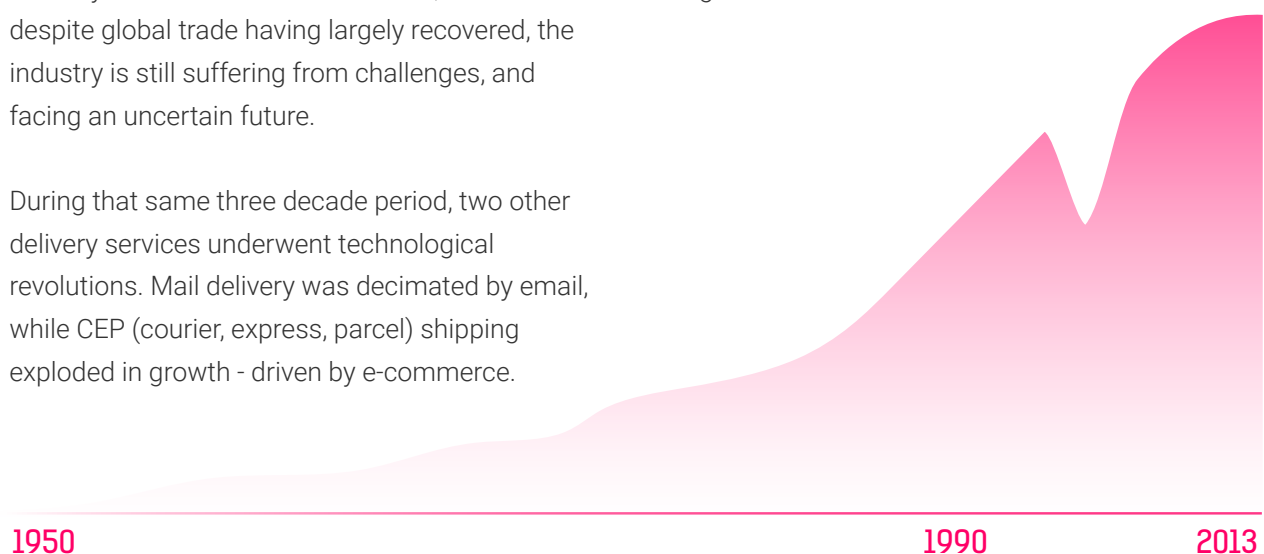 despite global trade having largely recovered, the
industry is still suffering from challenges, and
facing an uncertain future.
During that same three decade period, two other
delivery services underwent technological
revolutions. Mail delivery was decimated by email,
while CEP (courier, express, parcel) shipping
exploded in growth - driven by e-commerce.
1950 1990 2013